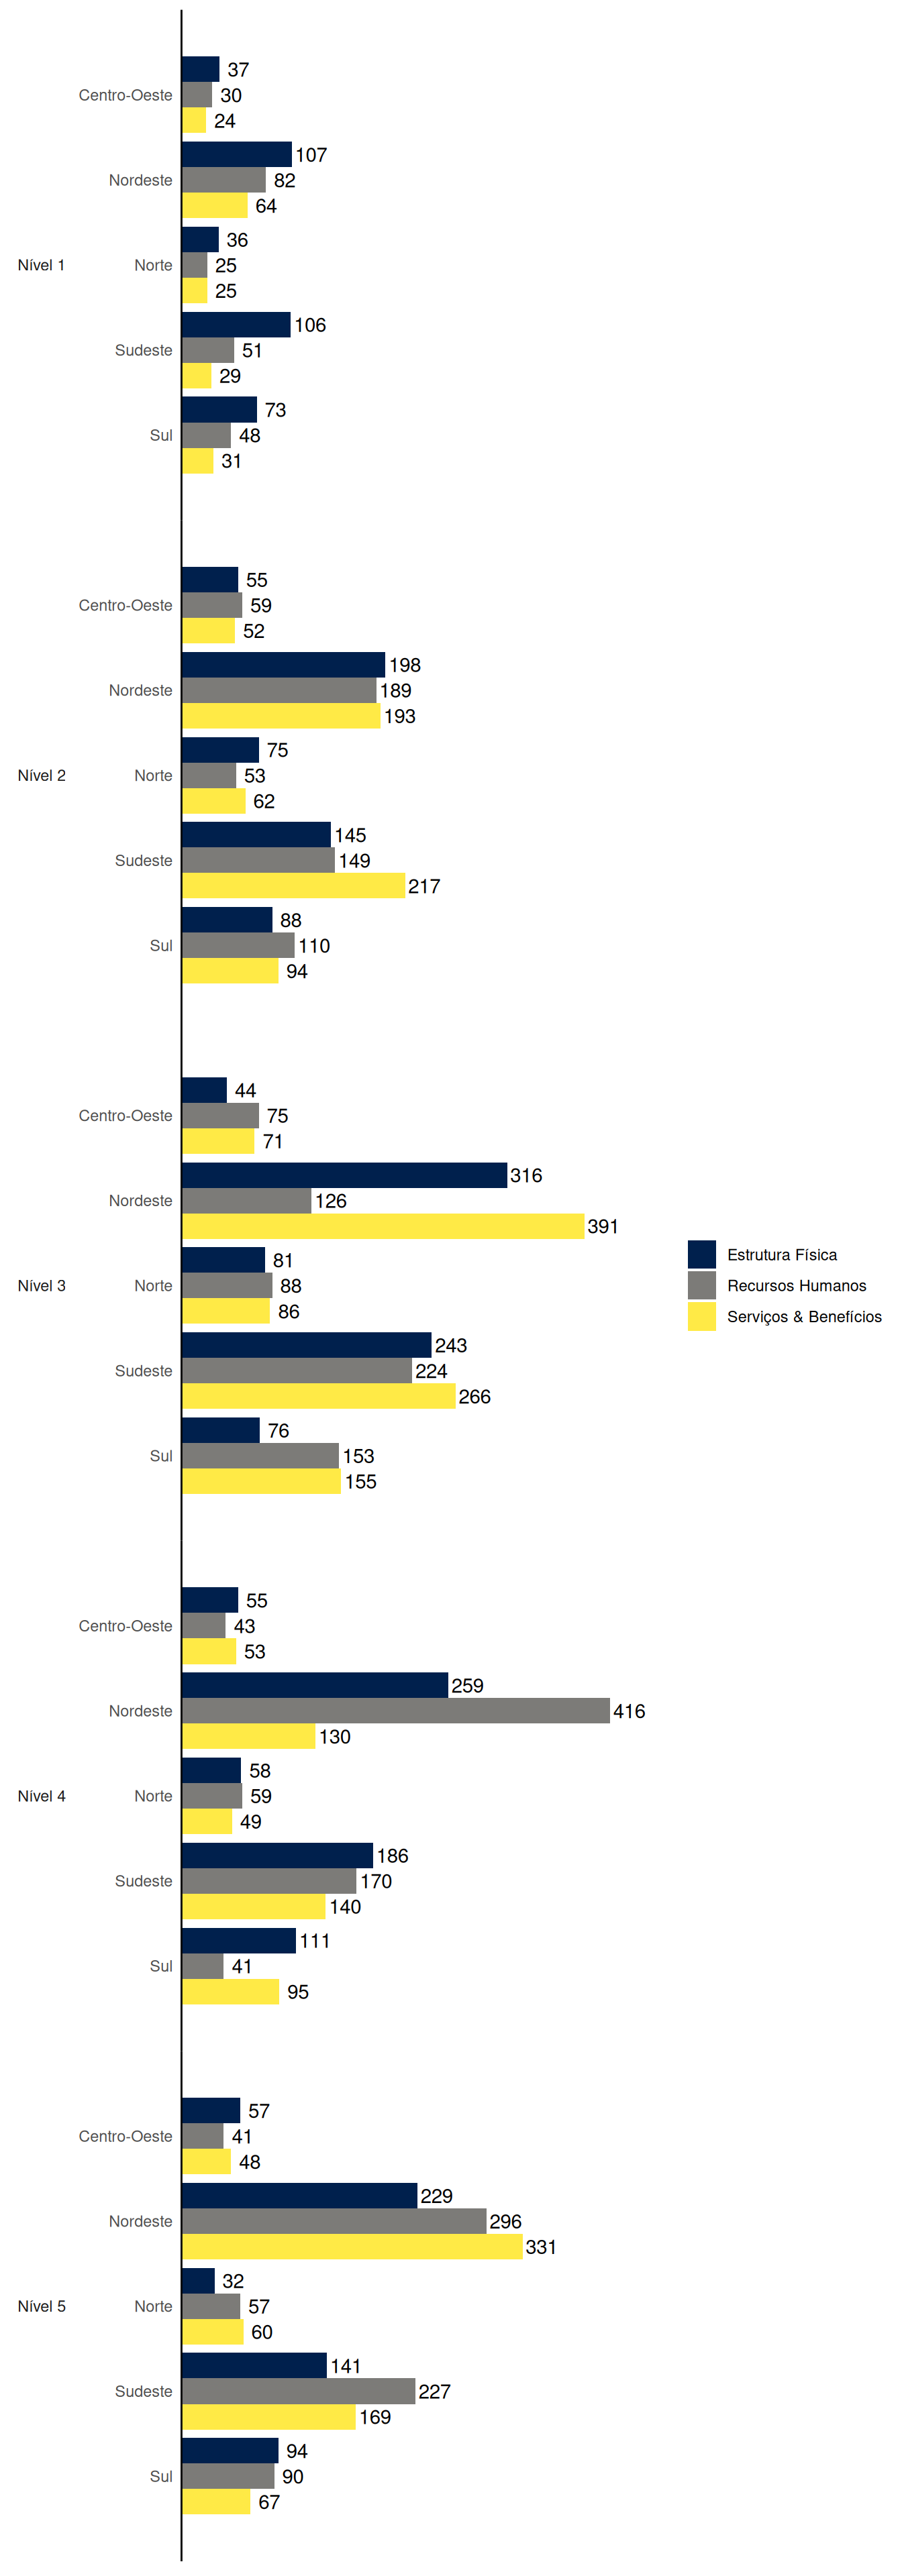 37
Centro-Oeste 30
24
107
Nordeste 82
64
36
Nível 1 Norte 25
25
106
Sudeste 51
29
73
Sul 48
31
55
Centro-Oeste 59
52
198
Nordeste 189
193
75
Nível 2 Norte 53
62
145
Sudeste 149
217
88
Sul 110
94
44
Centro-Oeste 75
71
316
Nordeste 126
391
81
Nível 3 Norte 88
86
243
Sudeste 224
266
76
Sul 153
155
Estrutura Física
Recursos Humanos
Serviços & Benefícios
55
Centro-Oeste 43
53
259
Nordeste 416
130
58
Nível 4 Norte 59
49
186
Sudeste 170
140
111
Sul 41
95
57
Centro-Oeste 41
48
229
Nordeste 296
331
32
Nível 5 Norte 57
60
141
Sudeste 227
169
94
Sul 90
67